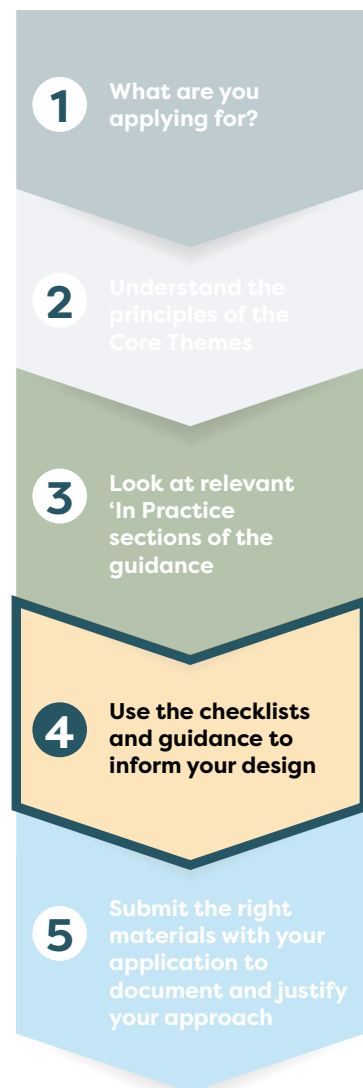 1
What are you
applying for?
2
Understand the
principles of the
Core Themes
3
Look at relevant
‘In Practice
sections of the
guidance
4
Use the checklists
and guidance to
inform your design
5
Submit the right
materials with your
application to
document and justify
your approach